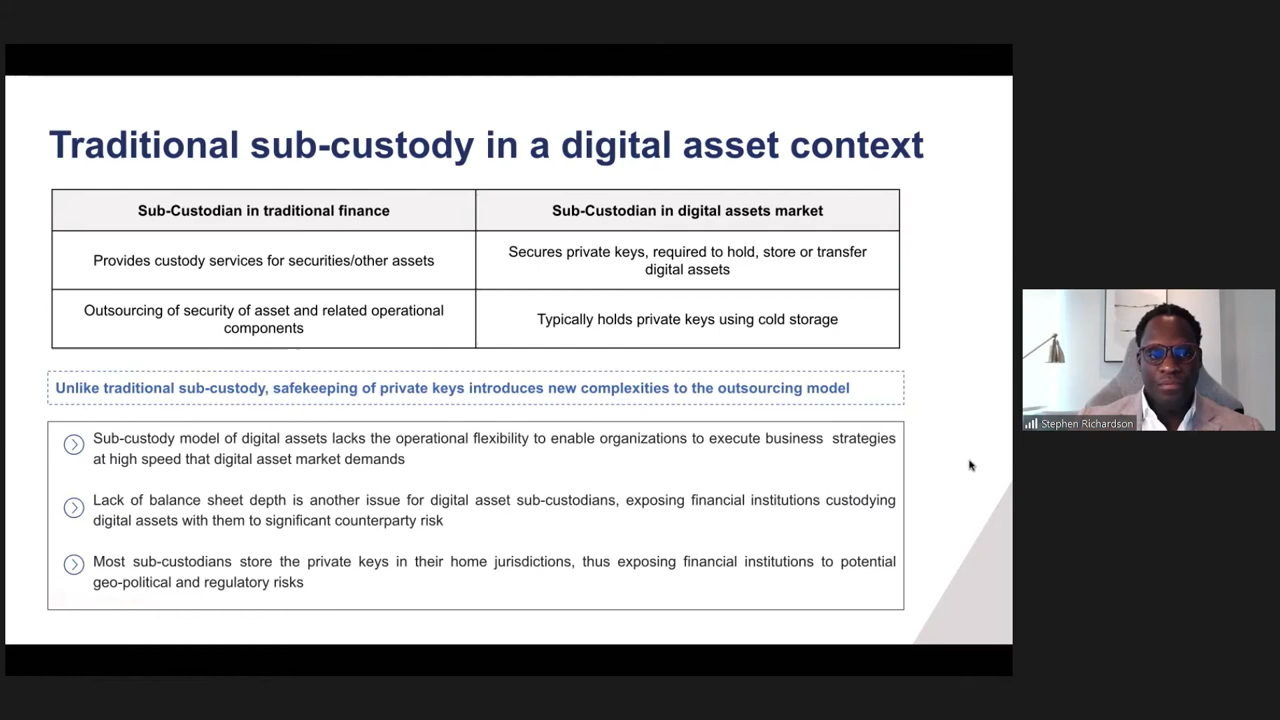 Traditional sub-custody in a digital asset context
Sub-Custodian in traditional finance
Sub-Custodian in digital assets market
Provides custody services for securities/other assets
Secures private keys, required to hold, store or transfer
digital assets
Outsourcing of security of asset and related operational
components
Typically holds private keys using cold storage
Unlike traditional sub-custody, safekeeping of private keys introduces new complexities to the outsourcing model
Sub-custody model of digital assets lacks the operational flexibility to enable organizations to execute business strategies
at high speed that digital asset market demands
Lack of balance sheet depth is another issue for digital asset sub-custodians, exposing financial institutions custodying
digital assets with them to significant counterparty risk
Most sub-custodians store the private keys in their home jurisdictions, thus exposing financial institutions to potential
geo-political and regulatory risks
Stephen Richardson